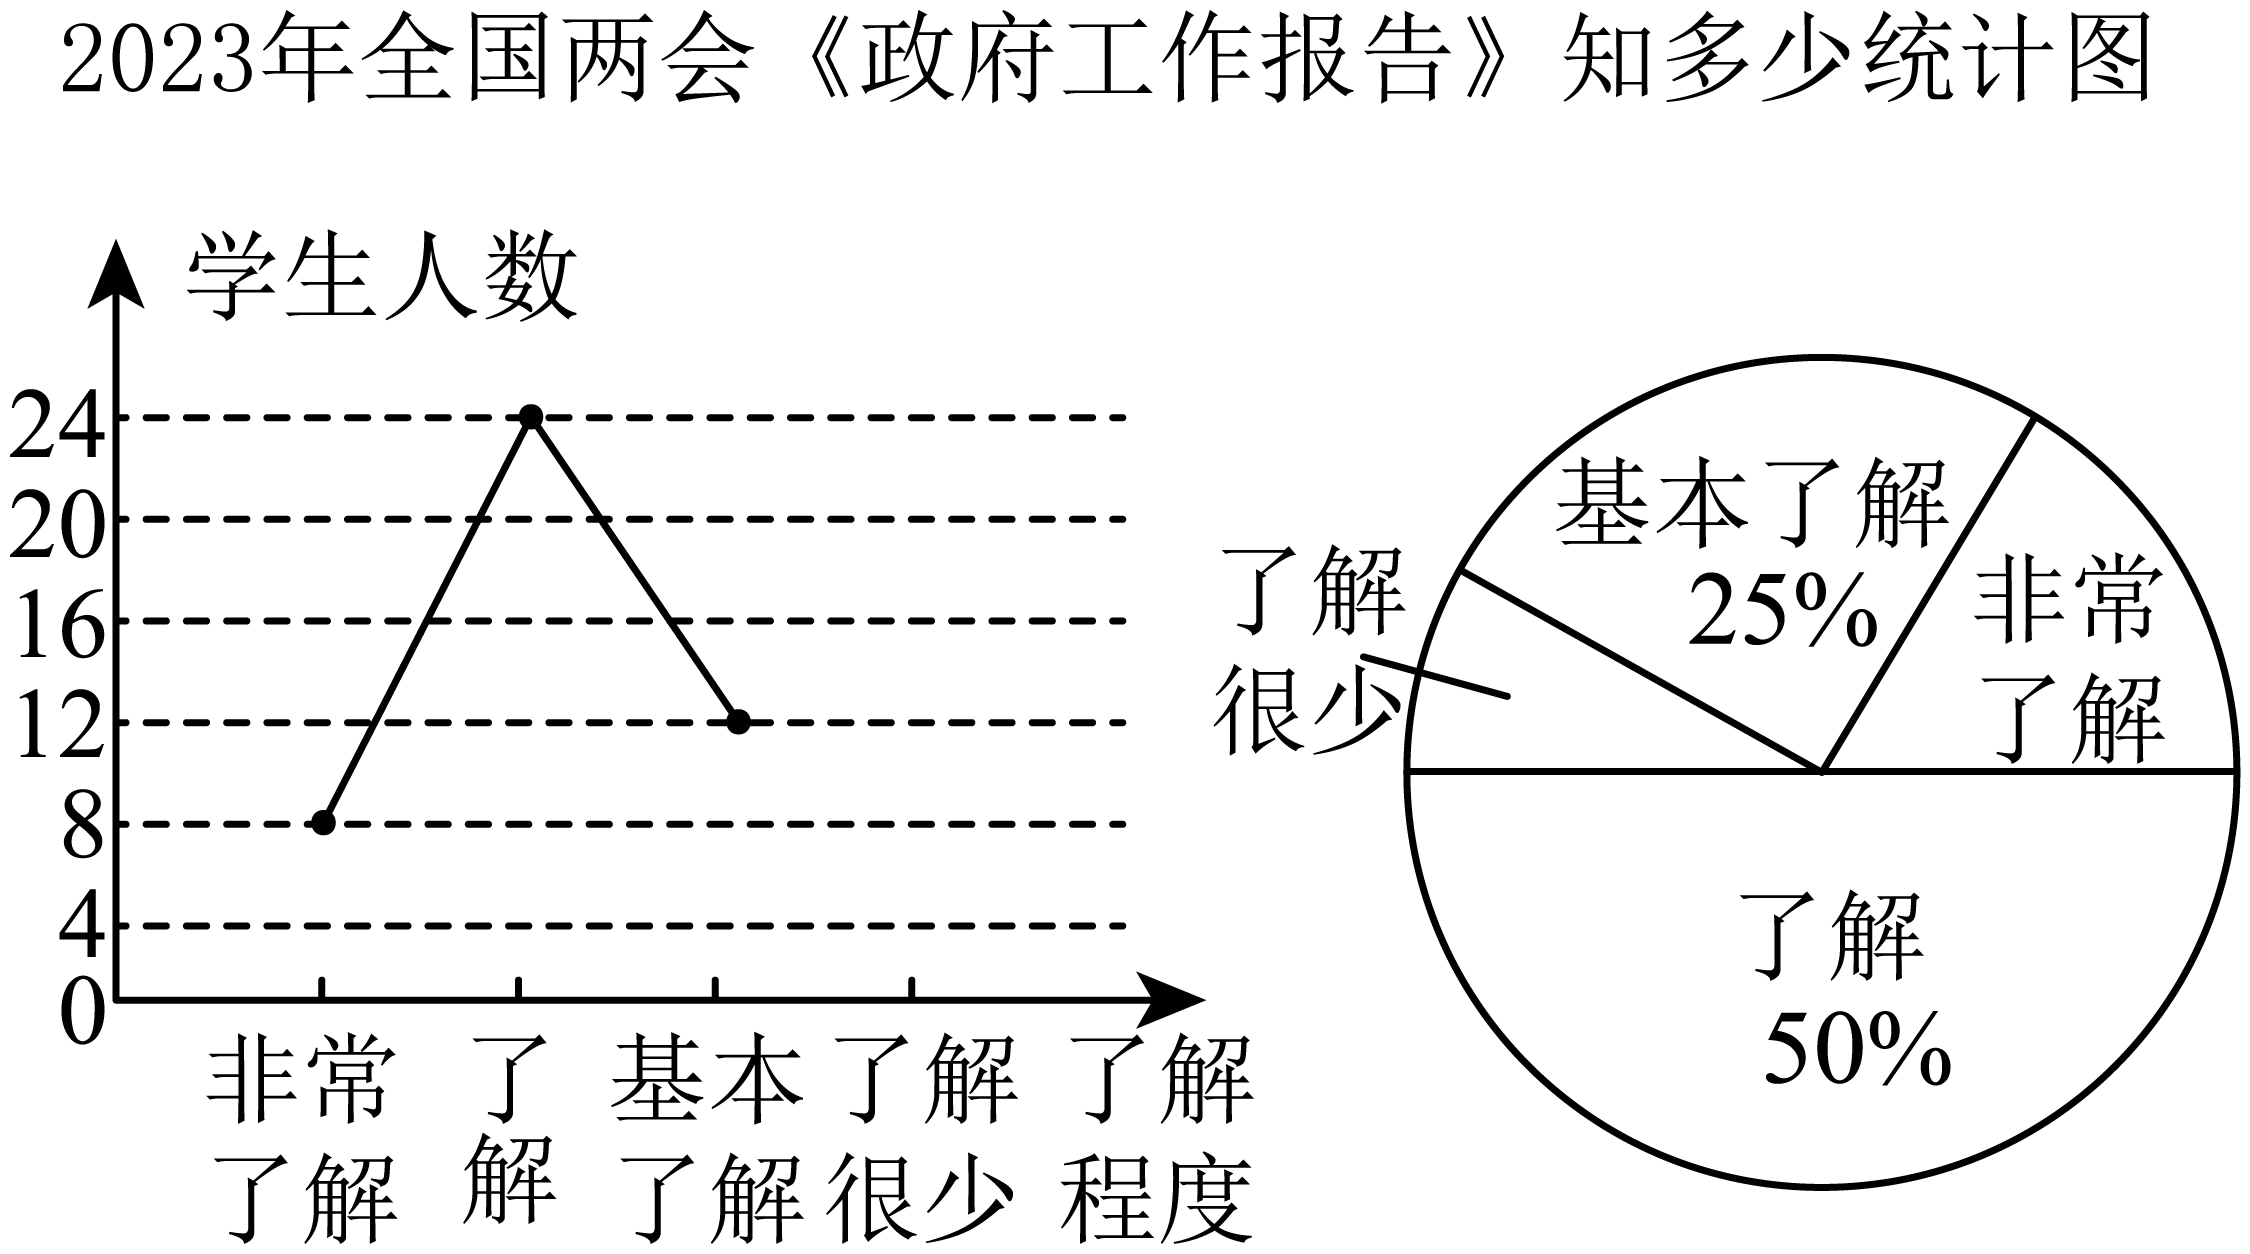 2023年全国两会《政府工作报告》知多少统计图
学生人数
24
20
16
12
8
4
0
非常
了解
了
解
基本
了解
了解
很少
了解
程度
基本了解
25%
非常
了解
了解
很少
了解
50%